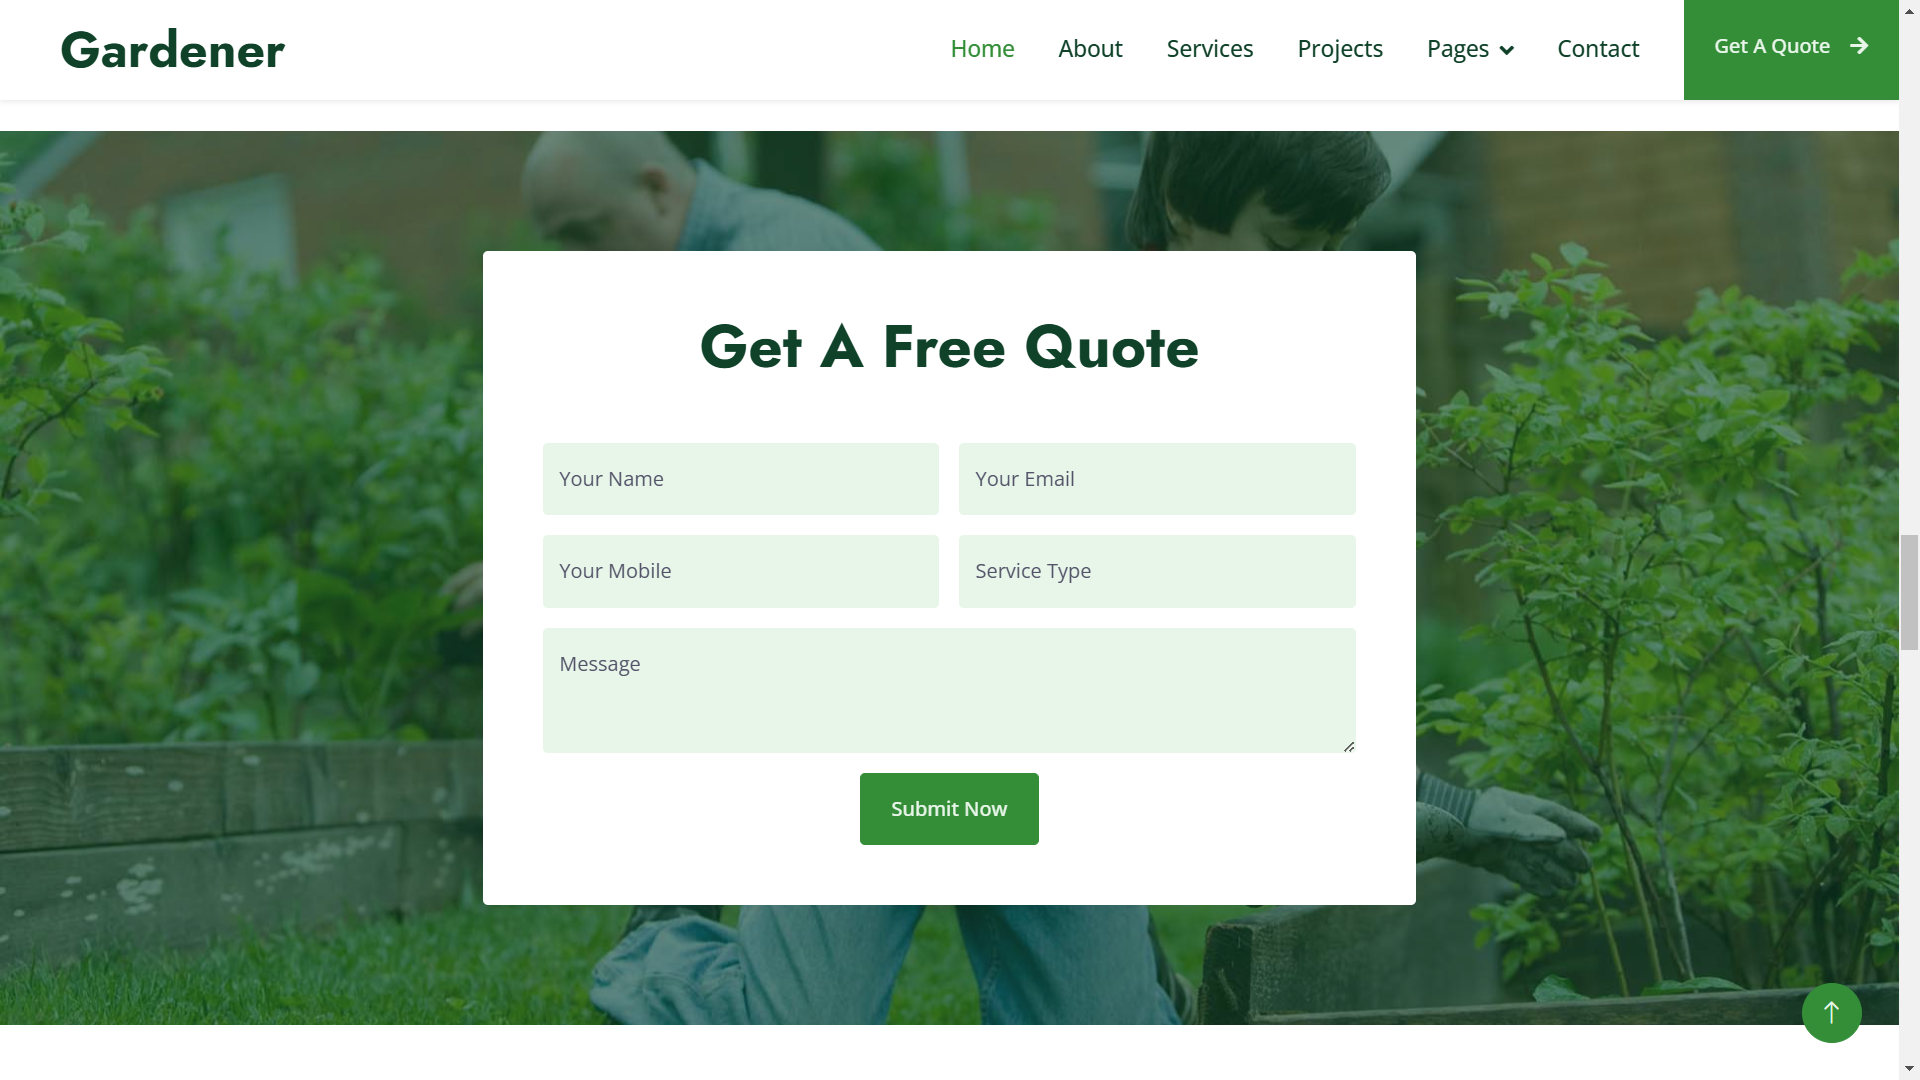 Gardener
Home
About
Services
Projects
Pages
Contact
Get A Quote
Get A Free Quote
Your Name
Your Email
Your Mobile
Service Type
Message
Submit Now